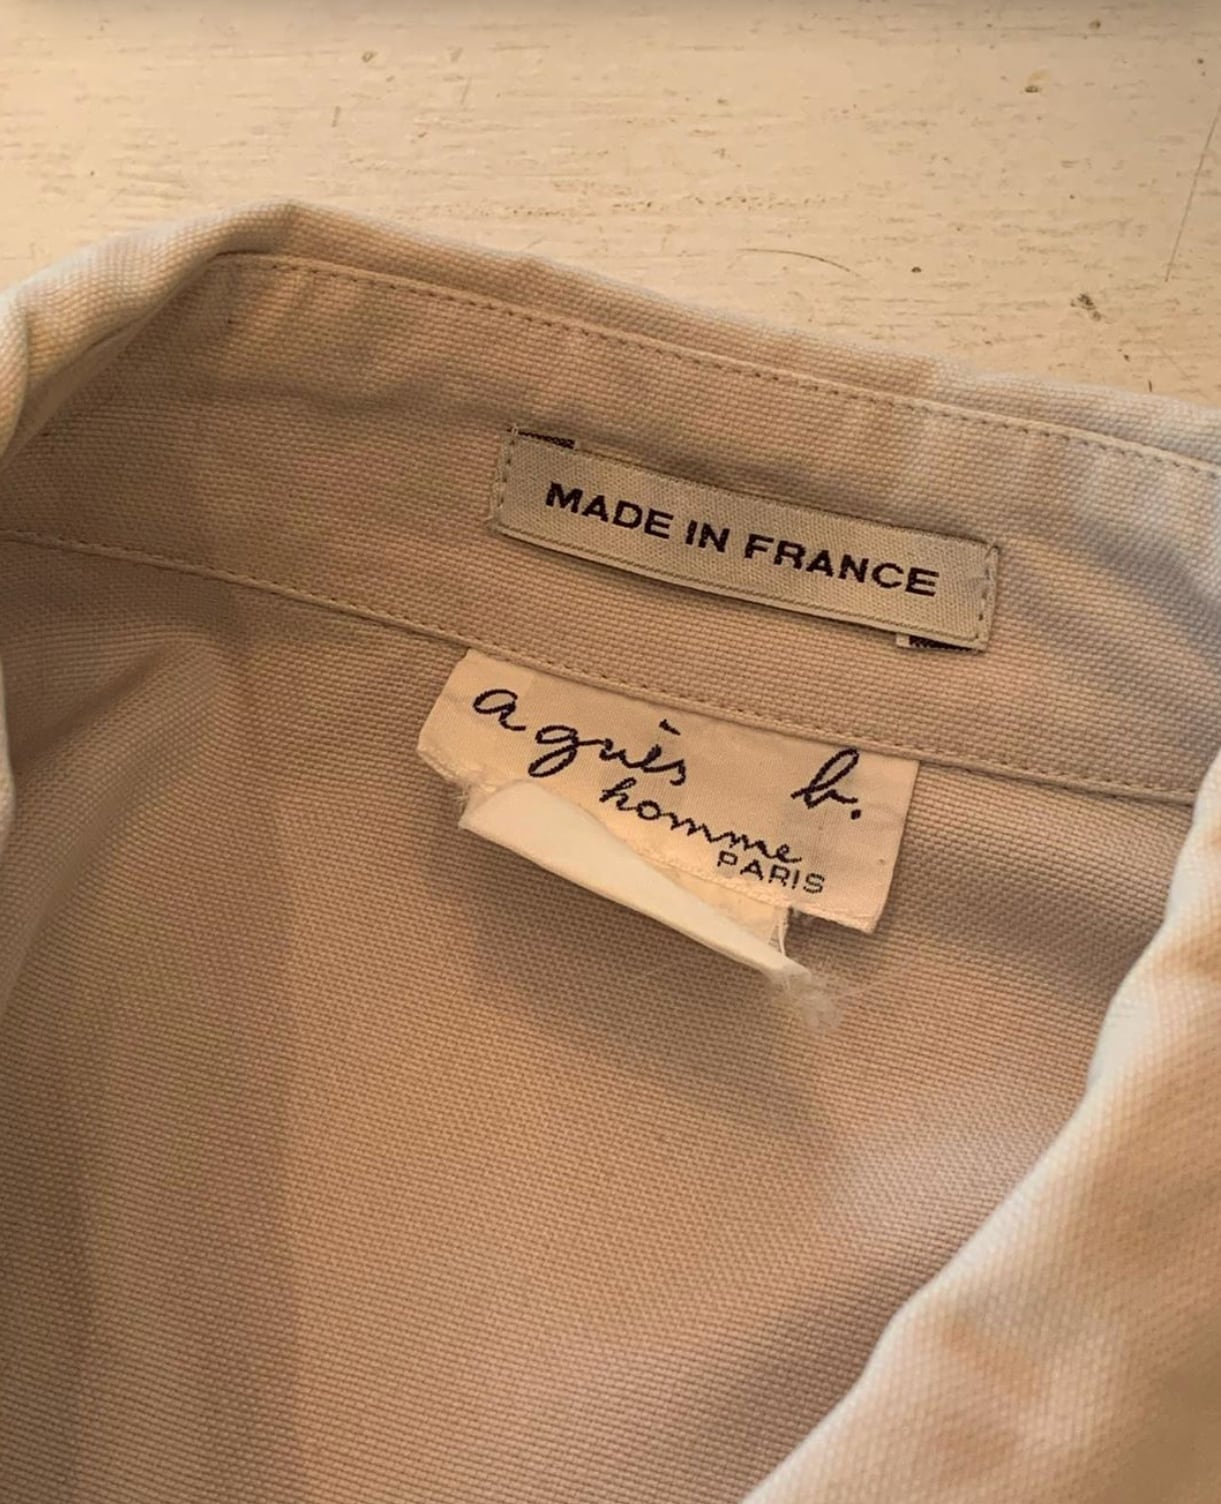 MADE IN FRANCE
agnès b.
homme
PARIS